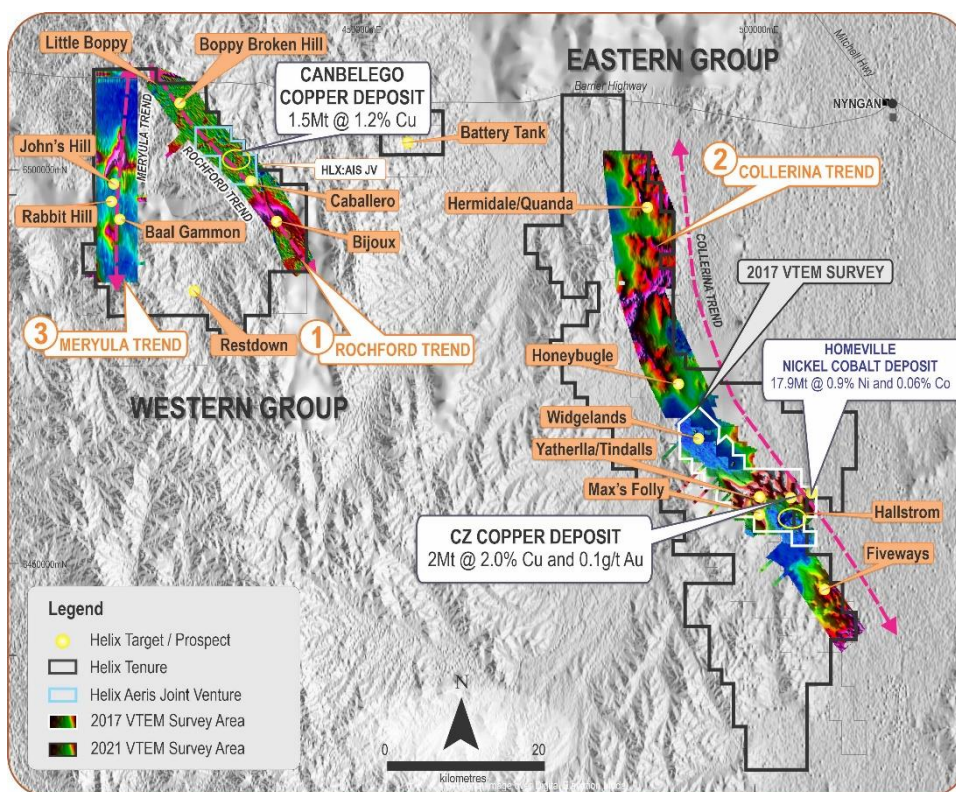 Little Boppy
Boppy Broken Hill
450000mE
CANBELEGO
COPPER DEPOSIT
1.5Mt @ 1.2% Cu
EASTERN GROUP
Barrier Highway
500000mE
Mitchell Hwy
NYNGAN
MERYULA TREND
Battery Tank
John's Hill
6500000mN
ROCHFORD TREND
HLX:AIS JV
2
COLLERINA TREND
Caballero
Hermidale/Quanda
Rabbit Hill
Baal Gammon
Bijoux
COLLERINA TREND
2017 VTEM SURVEY
3
MERYULA TREND
Restdown
1
ROCHFORD TREND
Honeybugle
HOMEVILLE
NICKEL COBALT DEPOSIT
17.9Mt @ 0.9% Ni and 0.06% Co
WESTERN GROUP
Widgelands
Yatherlla/Tindalls
Max's Folly
Hallstrom
CZ COPPER DEPOSIT
2Mt @ 2.0% Cu and 0.1g/t Au
Fiveways
Legend
Helix Target / Prospect
Helix Tenure
Helix Aeris Joint Venture
2017 VTEM Survey Area
2021 VTEM Survey Area
N
0
20
kilometres